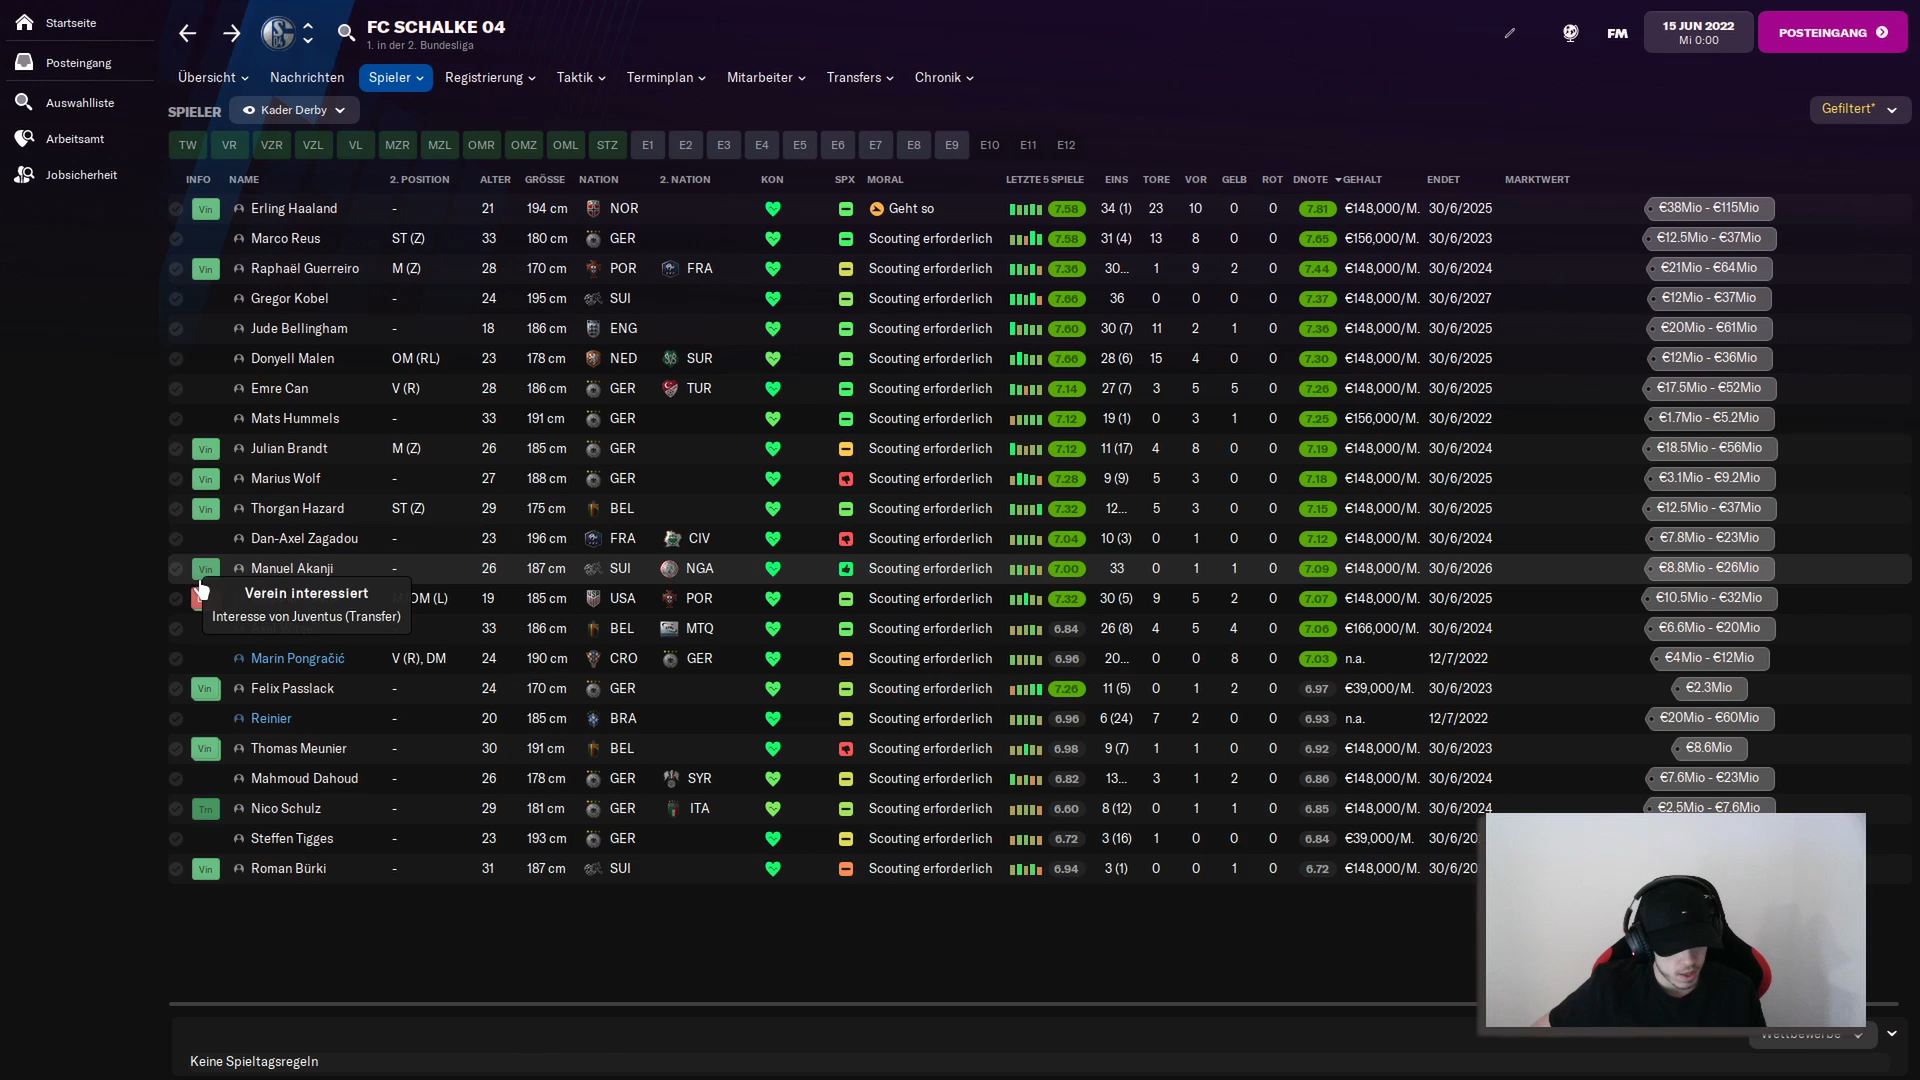 Startseite
Posteingang
Auswahlliste
Arbeitsamt
Jobsicherheit
FC SCHALKE 04
1. in der 2. Bundesliga
FM
15 JUN 2022
Mi 0:00
POSTEINGANG
Übersicht Nachrichten Spieler Registrierung Taktik Terminplan Mitarbeiter Transfers Chronik
SPIELER Kader Derby Gefiltert*
TW VR VZR VZL VL MZR MZL OMR OMZ OML STZ E1 E2 E3 E4 E5 E6 E7 E8 E9 E10 E11 E12
INFO NAME 2. POSITION ALTER GRÖSSE NATION 2. NATION KON SPX MORAL LETZTE 5 SPIELE EINS TORE VOR GELB ROT DNOTE GEHALT ENDET MARKTWERT
Vin Erling Haaland - 21 194 cm NOR Geht so 7.58 34 (1) 23 10 0 0 7.81 €148,000/M. 30/6/2025 €38Mio - €115Mio
Marco Reus ST (Z) 33 180 cm GER Scouting erforderlich 7.58 31 (4) 13 8 0 0 7.65 €156,000/M. 30/6/2023 €12.5Mio - €37Mio
Vin Raphaël Guerreiro M (Z) 28 170 cm POR FRA Scouting erforderlich 7.36 30... 1 9 2 0 7.44 €148,000/M. 30/6/2024 €21Mio - €64Mio
Gregor Kobel - 24 195 cm SUI Scouting erforderlich 7.66 36 0 0 0 0 7.37 €148,000/M. 30/6/2027 €12Mio - €37Mio
Jude Bellingham - 18 186 cm ENG Scouting erforderlich 7.60 30 (7) 11 2 1 0 7.36 €148,000/M. 30/6/2025 €20Mio - €61Mio
Donyell Malen OM (RL) 23 178 cm NED SUR Scouting erforderlich 7.66 28 (6) 15 4 0 0 7.30 €148,000/M. 30/6/2025 €12Mio - €36Mio
Emre Can V (R) 28 186 cm GER TUR Scouting erforderlich 7.14 27 (7) 3 5 5 0 7.26 €148,000/M. 30/6/2025 €17.5Mio - €52Mio
Mats Hummels - 33 191 cm GER Scouting erforderlich 7.12 19 (1) 0 3 1 0 7.25 €156,000/M. 30/6/2022 €1.7Mio - €5.2Mio
Vin Julian Brandt M (Z) 26 185 cm GER Scouting erforderlich 7.12 11 (17) 4 8 0 0 7.19 €148,000/M. 30/6/2024 €18.5Mio - €56Mio
Vin Marius Wolf - 27 188 cm GER Scouting erforderlich 7.28 9 (9) 5 3 0 0 7.18 €148,000/M. 30/6/2025 €3.1Mio - €9.2Mio
Vin Thorgan Hazard ST (Z) 29 175 cm BEL Scouting erforderlich 7.32 12... 5 3 0 0 7.15 €148,000/M. 30/6/2025 €12.5Mio - €37Mio
Dan-Axel Zagadou - 23 196 cm FRA CIV Scouting erforderlich 7.04 10 (3) 0 1 0 0 7.12 €148,000/M. 30/6/2024 €7.8Mio - €23Mio
Vin Manuel Akanji - 26 187 cm SUI NGA Scouting erforderlich 7.00 33 0 1 1 0 7.09 €148,000/M. 30/6/2026 €8.8Mio - €26Mio
OM (L) 19 185 cm USA POR Scouting erforderlich 7.32 30 (5) 9 5 2 0 7.07 €148,000/M. 30/6/2025 €10.5Mio - €32Mio
Verein interessiert
Interesse von Juventus (Transfer)
33 186 cm BEL MTQ Scouting erforderlich 6.84 26 (8) 4 5 4 0 7.06 €166,000/M. 30/6/2024 €6.6Mio - €20Mio
Marin Pongračić V (R), DM 24 190 cm CRO GER Scouting erforderlich 6.96 20... 0 0 8 0 7.03 n.a. 12/7/2022 €4Mio - €12Mio
Vin Felix Passlack - 24 170 cm GER Scouting erforderlich 7.26 11 (5) 0 1 2 0 6.97 €39,000/M. 30/6/2023 €2.3Mio
Reinier - 20 185 cm BRA Scouting erforderlich 6.96 6 (24) 7 2 0 0 6.93 n.a. 12/7/2022 €20Mio - €60Mio
Vin Thomas Meunier - 30 191 cm BEL Scouting erforderlich 6.98 9 (7) 1 1 0 0 6.92 €148,000/M. 30/6/2023 €8.6Mio
Mahmoud Dahoud - 26 178 cm GER SYR Scouting erforderlich 6.82 13... 3 1 2 0 6.86 €148,000/M. 30/6/2024 €7.6Mio - €23Mio
Trn Nico Schulz - 29 181 cm GER ITA Scouting erforderlich 6.60 8 (12) 0 1 1 0 6.85 €148,000/M. 30/6/2024 €2.5Mio - €7.6Mio
Steffen Tigges - 23 193 cm GER Scouting erforderlich 6.72 3 (16) 1 0 0 0 6.84 €39,000/M. 30/6/20
Vin Roman Bürki - 31 187 cm SUI Scouting erforderlich 6.94 3 (1) 0 0 1 0 6.72 €148,000/M. 30/6/20
Wettbewerbe
Keine Spieltagsregeln